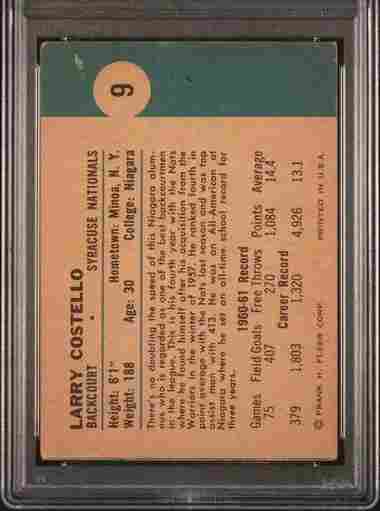 9
LARRY COSTELLO
BACKCOURT • SYRACUSE NATIONALS
Height: 6'1" Hometown: Minoa, N. Y.
Weight: 188 Age: 30 College: Niagara
There's no doubting the speed of this Niagara alum-
nus who is regarded as one of the best backcourtmen
in the league. This is his fourth year with the Nats
where he found himself after his acquisition from the
Warriors in the winter of 1957. He ranked fourth in
point average with the Nats last season and was top
assist man with 413. He was an All-American at
Niagara where he set an all-time school record for
three years.
1960-61 Record
Games Field Goals Free Throws Points Average
75 407 270 1,084 14.4
Career Record
379 1,803 1,320 4,926 13.1
© FRANK H. FLEER CORP. PRINTED IN U.S.A.